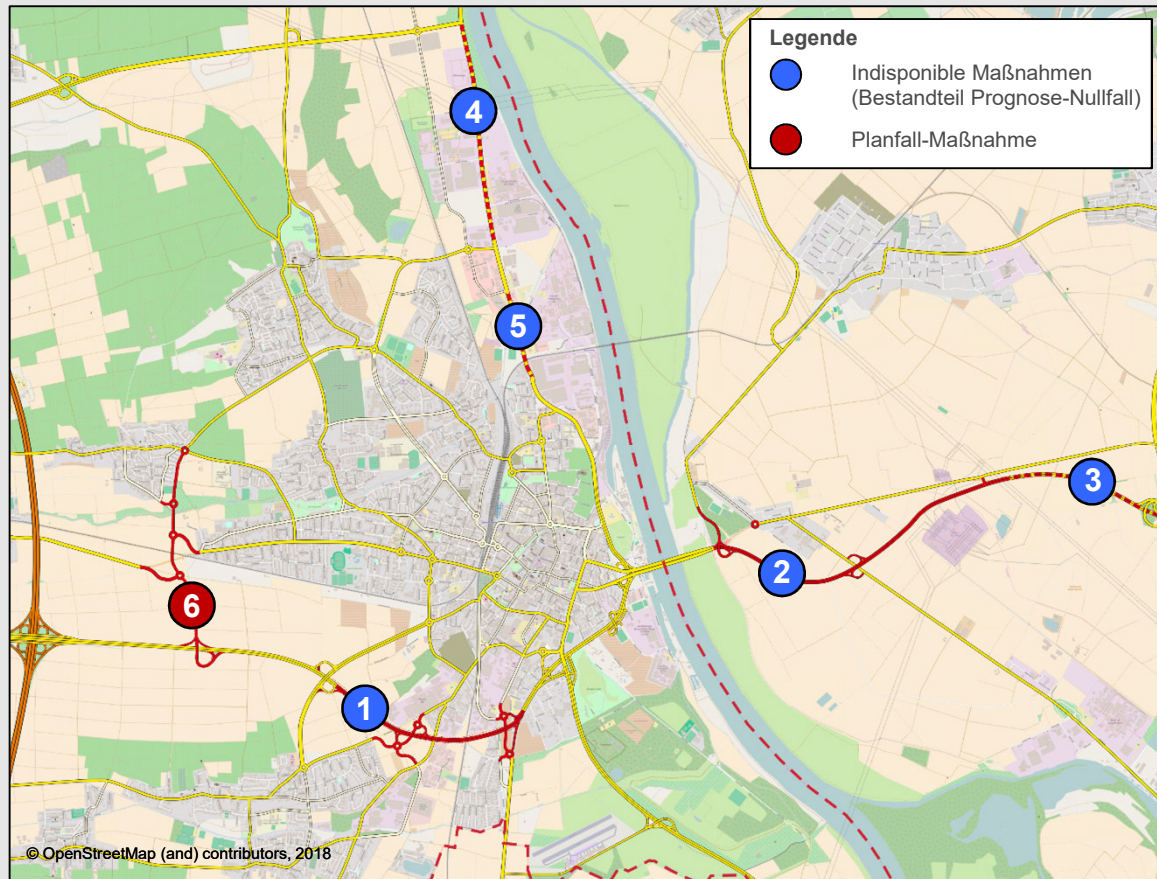 Legende
Indisponible Maßnahmen
(Bestandteil Prognose-Nullfall)
Planfall-Maßnahme
4
5
3
2
6
1
© OpenStreetMap (and) contributors, 2018